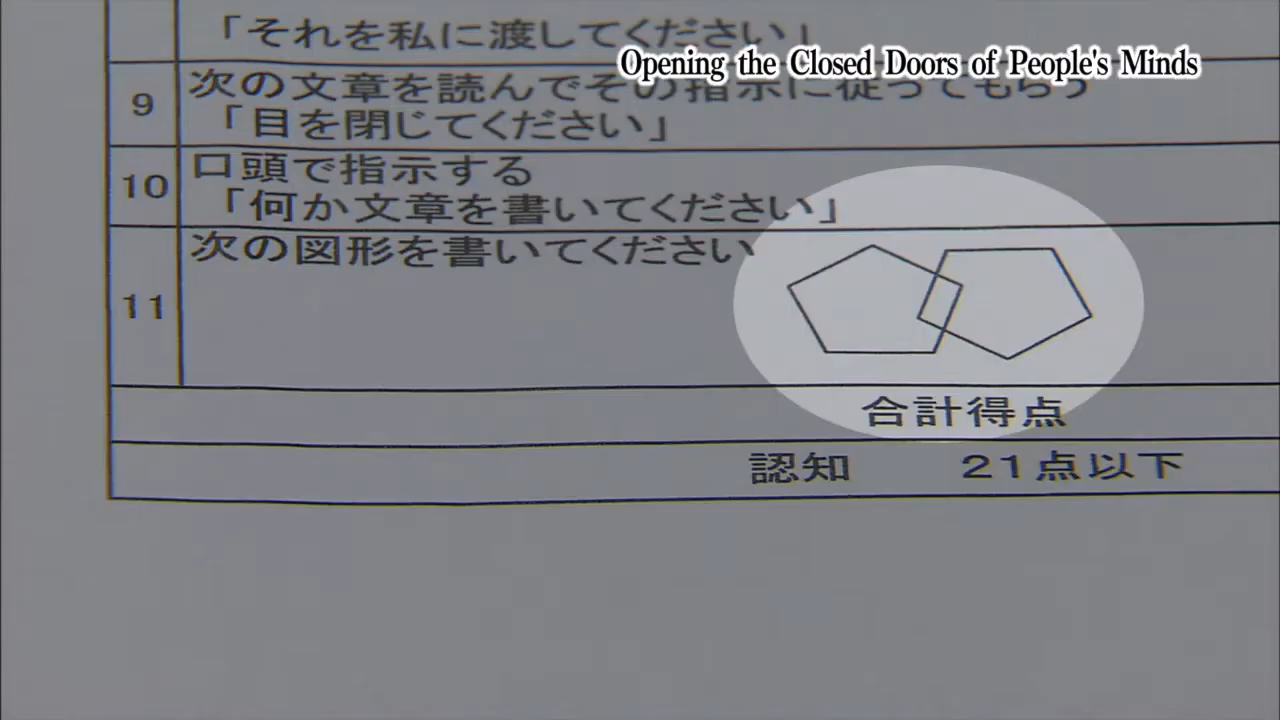 「それを私に渡してください」
Opening the Closed Doors of People's Minds
9
次の文章を読んでその指示に従ってもらう
「目を閉じてください」
10
口頭で指示する
「何か文章を書いてください」
11
次の図形を書いてください
合計得点
認知 21点以下